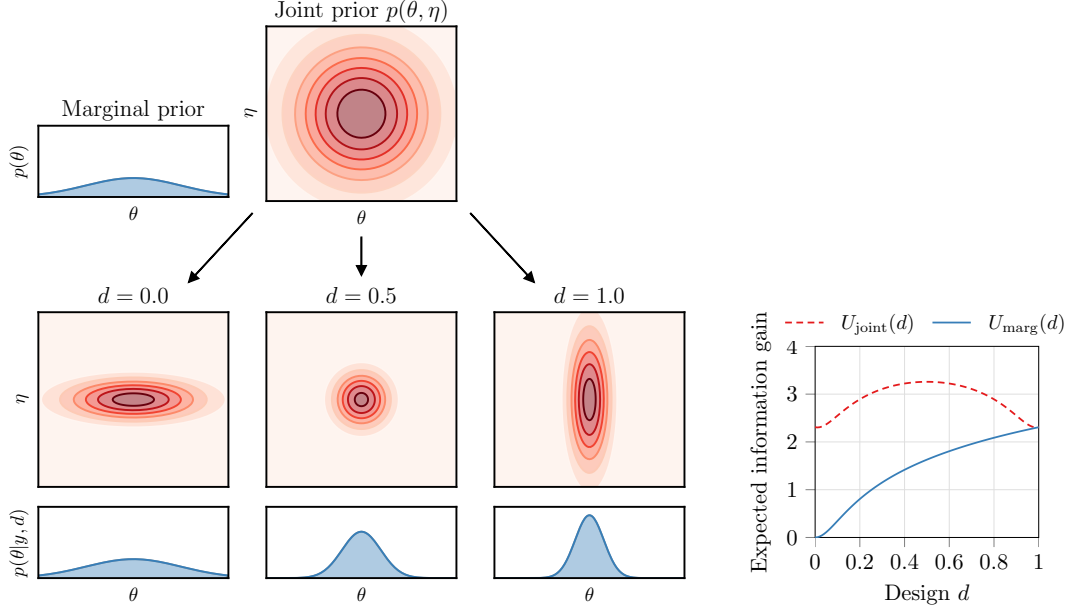 Joint prior p(θ, η)
η
θ
Marginal prior
p(θ)
θ
d = 0.0
d = 0.5
d = 1.0
η
p(θ|y, d)
θ
θ
θ
U_joint(d)
U_marg(d)
Expected information gain
4
3
2
1
0
0 0.2 0.4 0.6 0.8 1
Design d